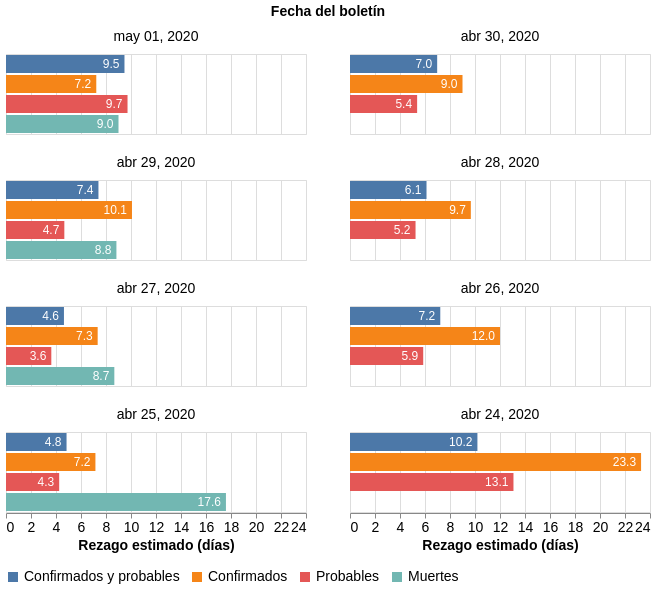 Fecha del boletín
may 01, 2020
9.5
7.2
9.7
9.0
abr 30, 2020
7.0
9.0
5.4
abr 29, 2020
7.4
10.1
4.7
8.8
abr 28, 2020
6.1
9.7
5.2
abr 27, 2020
4.6
7.3
3.6
8.7
abr 26, 2020
7.2
12.0
5.9
abr 25, 2020
4.8
7.2
4.3
17.6
0 2 4 6 8 10 12 14 16 18 20 22 24
Rezago estimado (días)
abr 24, 2020
10.2
23.3
13.1
0 2 4 6 8 10 12 14 16 18 20 22 24
Rezago estimado (días)
Confirmados y probables Confirmados Probables Muertes